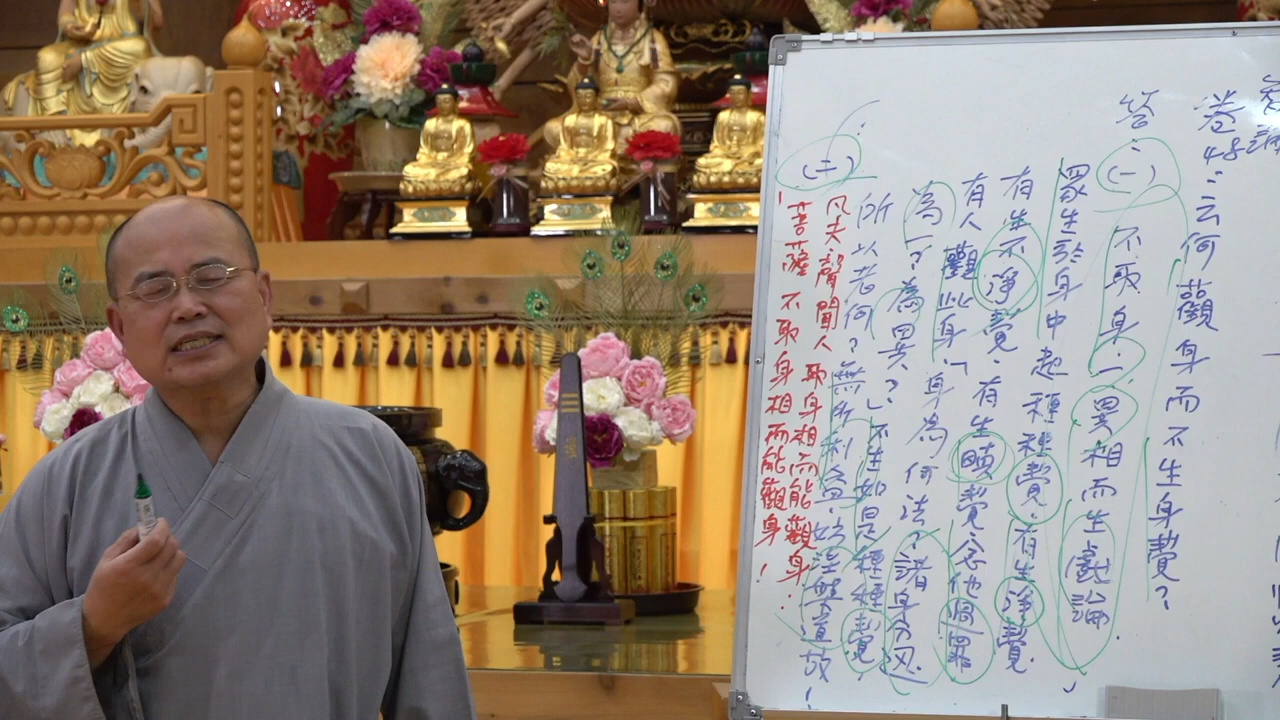 卷48：云何觀身而不生身覺？
答：
(一) 不取身一、異相而生戲論
眾生於身中起種種覺，有生淨覺，
有生不淨覺，有生瞋覺念他過罪
有人觀此身「身為何法？諸身分
為一？為異？」不生如是種種覺
所以者何？無所利益，妨涅槃道故！
(二)
凡夫聲聞人取身相而能觀身；
菩薩不取身相而能觀身！